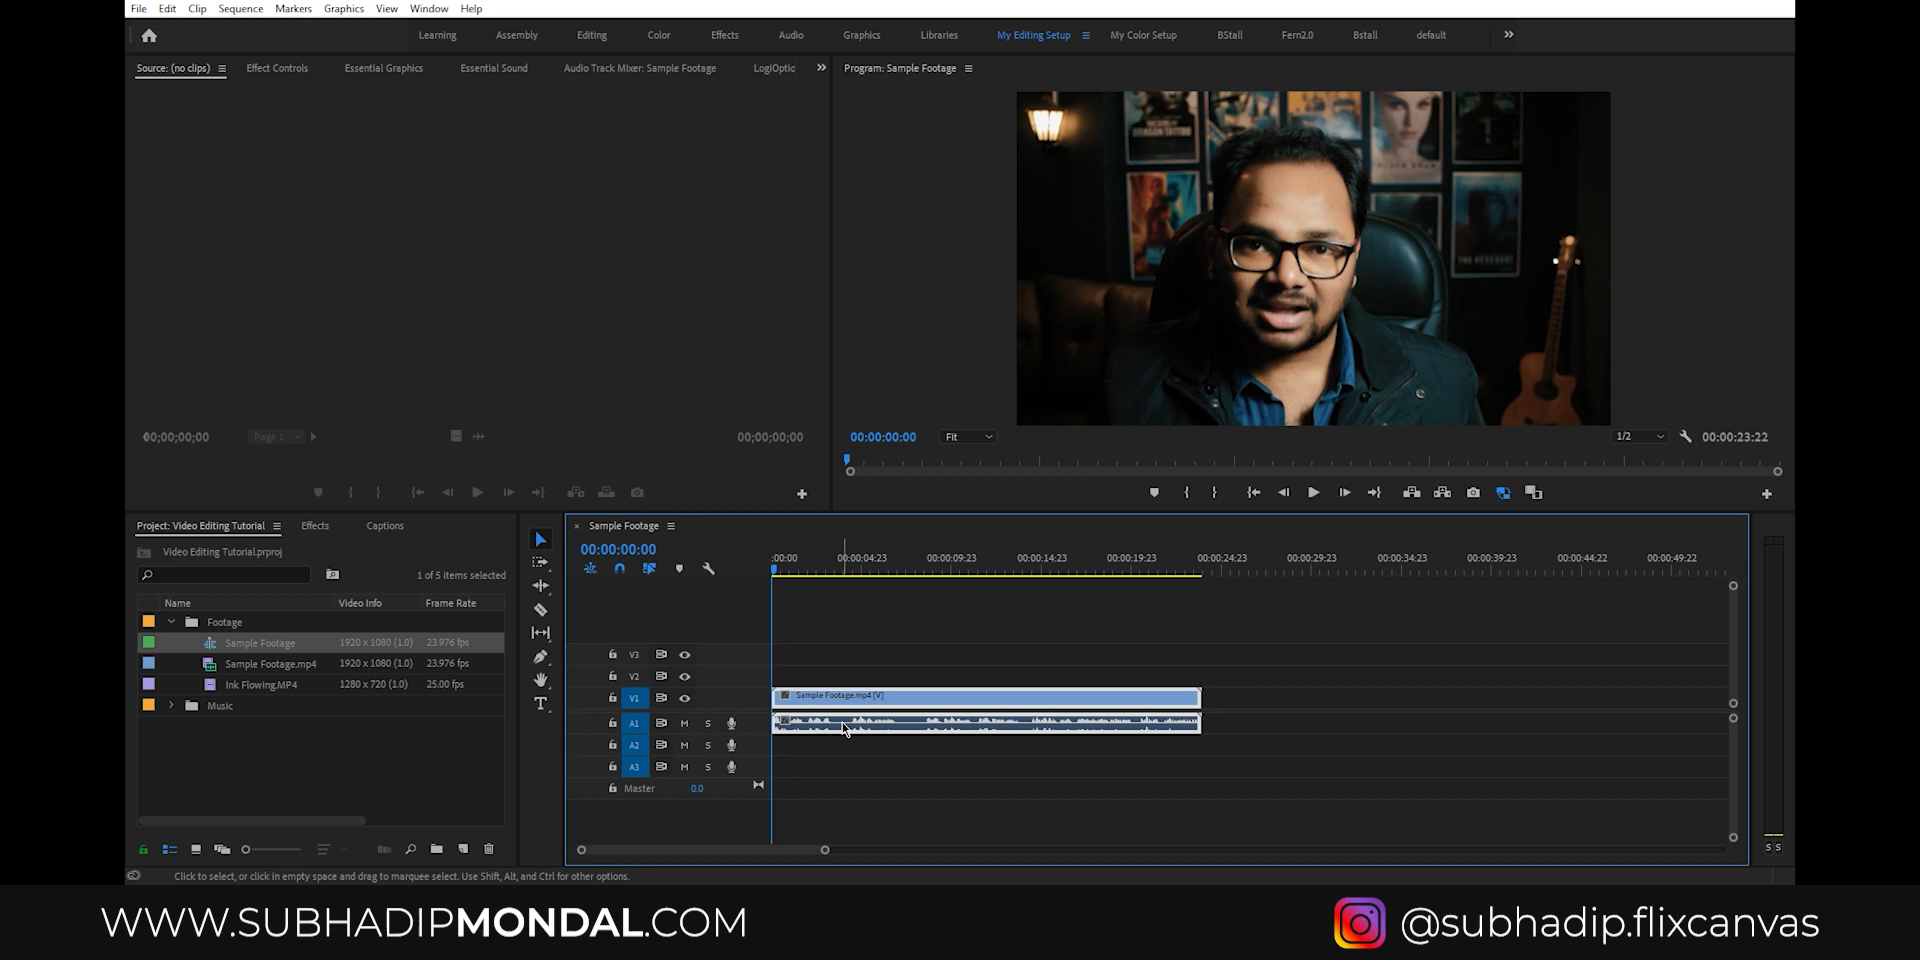 File Edit Clip Sequence Markers Graphics View Window Help
Learning Assembly Editing Color Effects Audio Graphics Libraries My Editing Setup My Color Setup BStall Fern2.0 Bstall default
Source: (no clips) Effect Controls Essential Graphics Essential Sound Audio Track Mixer: Sample Footage LogiOptic
Program: Sample Footage
DRAGON TATTOO
THE REVENANT
00;00;00;00 Page 1 00;00;00;00
00:00:00:00 Fit 1/2 00:00:23:22
Project: Video Editing Tutorial Effects Captions
Video Editing Tutorial.prproj
1 of 5 items selected
Name Video Info Frame Rate
Footage
Sample Footage 1920 x 1080 (1.0) 23.976 fps
Sample Footage.mp4 1920 x 1080 (1.0) 23.976 fps
Ink Flowing.MP4 1280 x 720 (1.0) 25.00 fps
Music
× Sample Footage
00:00:00:00
:00:00 00:00:04:23 00:00:09:23 00:00:14:23 00:00:19:23 00:00:24:23 00:00:29:23 00:00:34:23 00:00:39:23 00:00:44:22 00:00:49:22
V3
V2
V1 Sample Footage.mp4 [V]
A1 M S
A2 M S
A3 M S
Master 0.0
S S
Click to select, or click in empty space and drag to marquee select. Use Shift, Alt, and Ctrl for other options.
WWW.SUBHADIPMONDAL.COM
@subhadip.flixcanvas